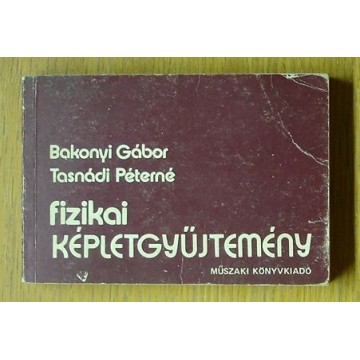 Bakonyi Gábor
Tasnádi Péterné
fizikai
KÉPLETGYŰJTEMÉNY
MŰSZAKI KÖNYVKIADÓ